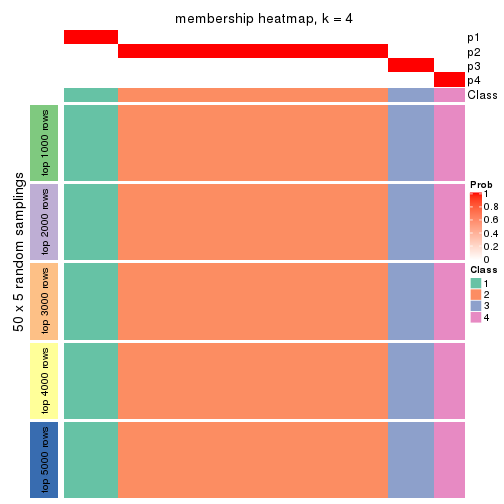 membership heatmap, k = 4
p1
p2
p3
p4
Class
50 x 5 random samplings
top 1000 rows
top 2000 rows
top 3000 rows
top 4000 rows
top 5000 rows
Prob
1
0.8
0.6
0.4
0.2
0
Class
1
2
3
4